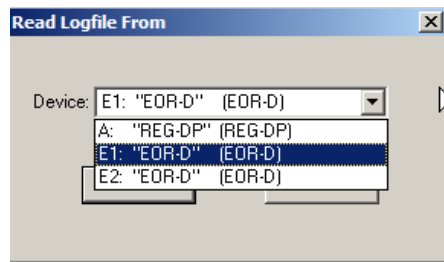 Read Logfile From
Device: E1: "EOR-D" (EOR-D)
A: "REG-DP" (REG-DP)
E1: "EOR-D" (EOR-D)
E2: "EOR-D" (EOR-D)